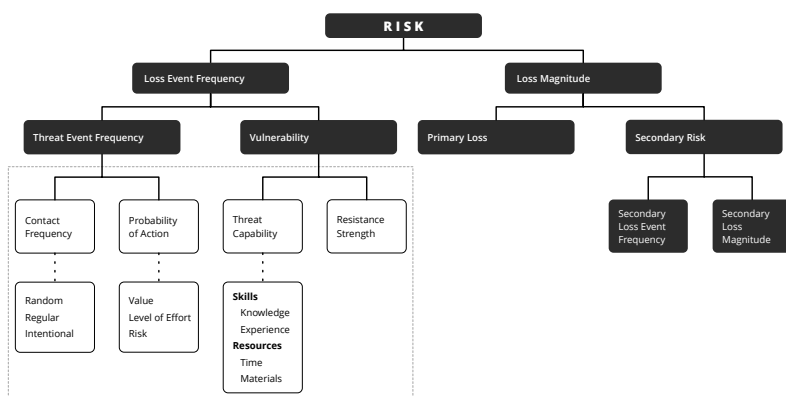 RISK
Loss Event Frequency
Loss Magnitude
Threat Event Frequency
Vulnerability
Primary Loss
Secondary Risk
Contact
Frequency
Probability
of Action
Threat
Capability
Resistance
Strength
Secondary
Loss Event
Frequency
Secondary
Loss
Magnitude
Random
Regular
Intentional
Value
Level of Effort
Risk
Skills
Knowledge
Experience
Resources
Time
Materials